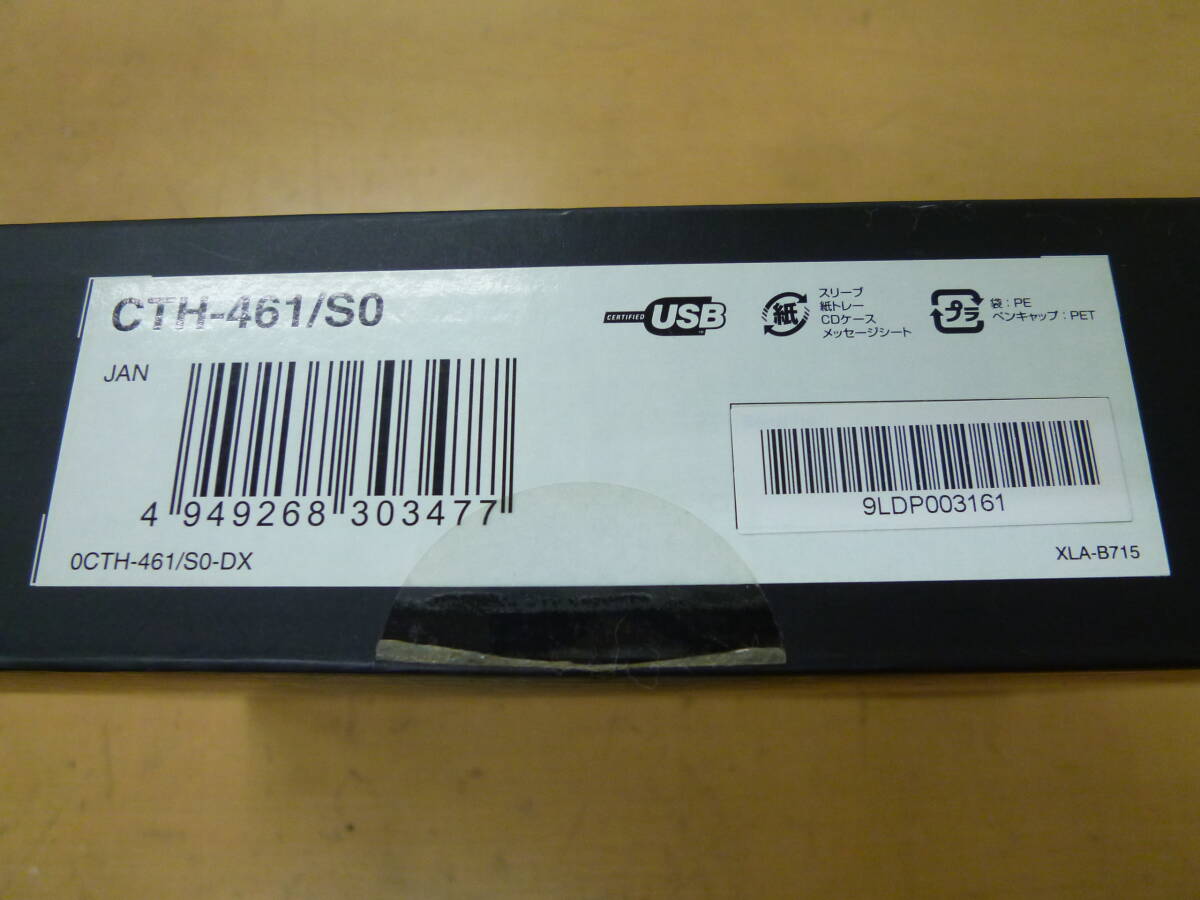 CTH-461/S0
CERTIFIED USB
紙
スリーブ
紙トレー
CDケース
メッセージシート
プラ
袋：PE
ペンキャップ：PET
JAN
4 949268 303477
9LDP003161
0CTH-461/S0-DX
XLA-B715